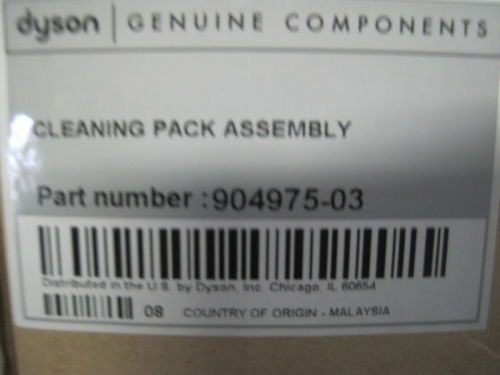 dyson | GENUINE COMPONENTS
CLEANING PACK ASSEMBLY
Part number :904975-03
Distributed in the U.S. by Dyson, Inc. Chicago, IL 60654
08 COUNTRY OF ORIGIN - MALAYSIA